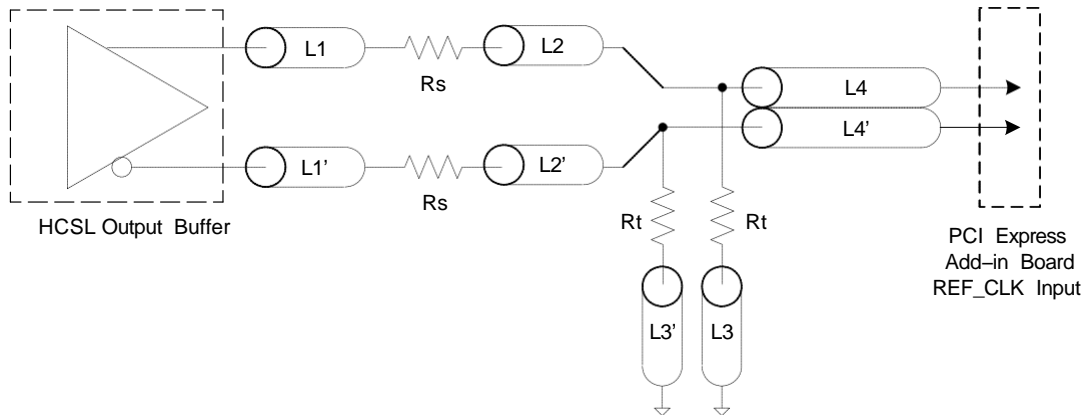 L1
Rs
L2
L4
L4’
L1’
Rs
L2’
HCSL Output Buffer
Rt
Rt
L3’
L3
PCI Express
Add–in Board
REF_CLK Input